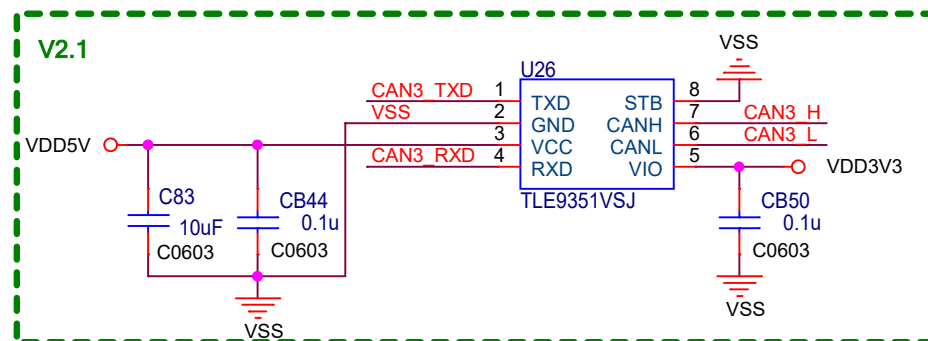 V2.1
VSS
U26
CAN3_TXD 1 TXD STB 8
VSS 2 GND CANH 7 CAN3_H
VDD5V 3 VCC CANL 6 CAN3_L
CAN3_RXD 4 RXD VIO 5 VDD3V3
TLE9351VSJ
C83
10uF
C0603
CB44
0.1u
C0603
CB50
0.1u
C0603
VSS
VSS